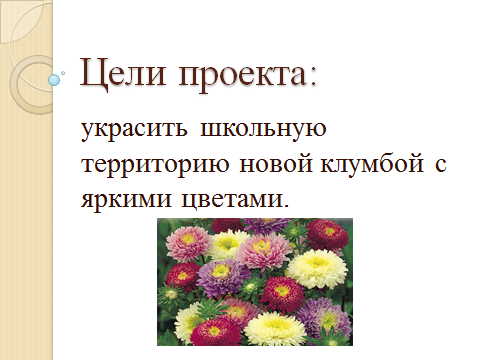 Цели проекта:
украсить школьную
территорию новой клумбой с
яркими цветами.